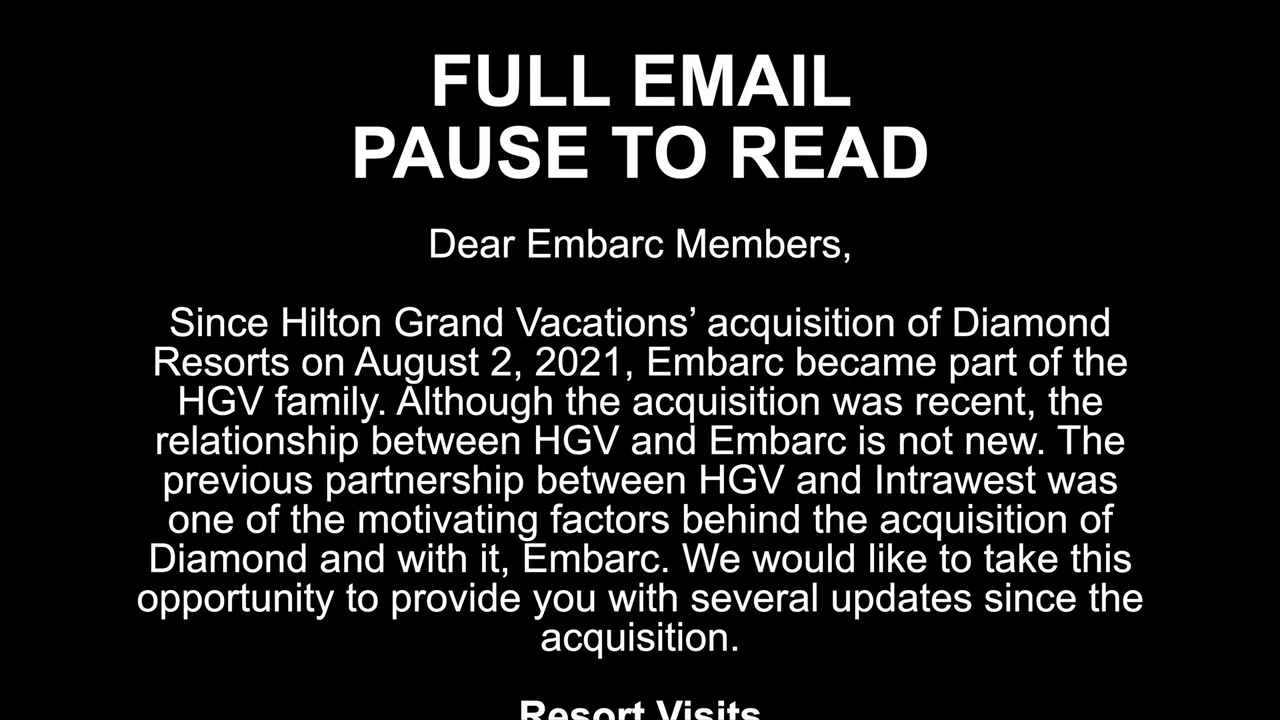 FULL EMAIL
PAUSE TO READ
Dear Embarc Members,
Since Hilton Grand Vacations’ acquisition of Diamond
Resorts on August 2, 2021, Embarc became part of the
HGV family. Although the acquisition was recent, the
relationship between HGV and Embarc is not new. The
previous partnership between HGV and Intrawest was
one of the motivating factors behind the acquisition of
Diamond and with it, Embarc. We would like to take this
opportunity to provide you with several updates since the
acquisition.
Resort Visits